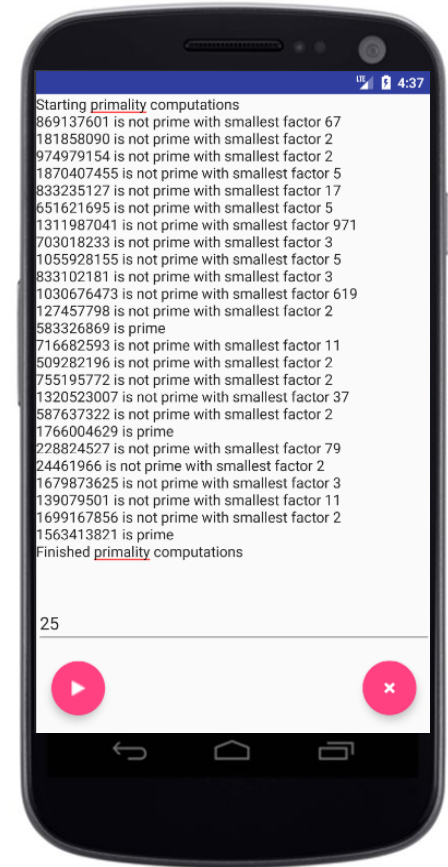 LTE 4:37
Starting primality computations
869137601 is not prime with smallest factor 67
181858090 is not prime with smallest factor 2
974979154 is not prime with smallest factor 2
1870407455 is not prime with smallest factor 5
833235127 is not prime with smallest factor 17
651621695 is not prime with smallest factor 5
1311987041 is not prime with smallest factor 971
703018233 is not prime with smallest factor 3
1055928155 is not prime with smallest factor 5
833102181 is not prime with smallest factor 3
1030676473 is not prime with smallest factor 619
127457798 is not prime with smallest factor 2
583326869 is prime
716682593 is not prime with smallest factor 11
509282196 is not prime with smallest factor 2
755195772 is not prime with smallest factor 2
1320523007 is not prime with smallest factor 37
587637322 is not prime with smallest factor 2
1766004629 is prime
228824527 is not prime with smallest factor 79
24461966 is not prime with smallest factor 2
1679873625 is not prime with smallest factor 3
139079501 is not prime with smallest factor 11
1699167856 is not prime with smallest factor 2
1563413821 is prime
Finished primality computations
25